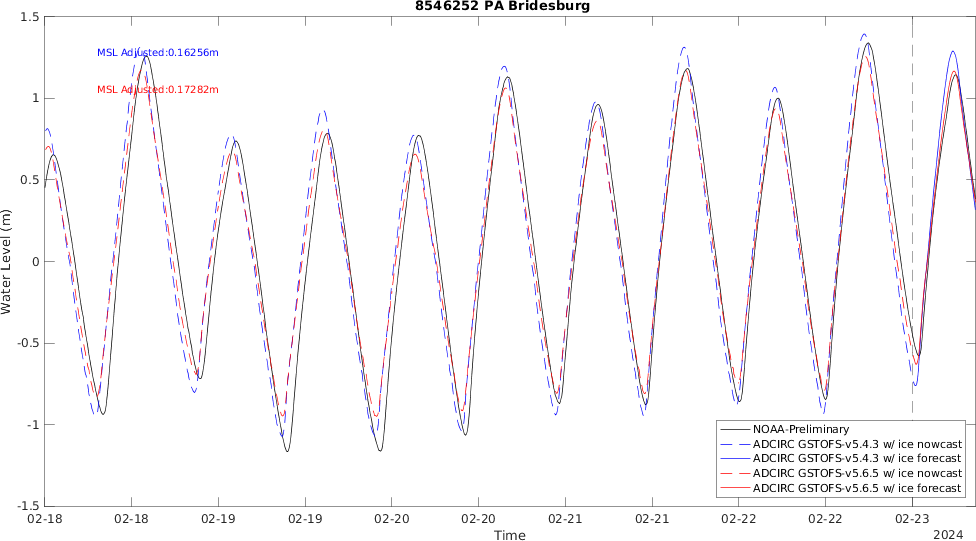 8546252 PA Bridesburg
1.5
1
0.5
0
-0.5
-1
-1.5
Water Level (m)
MSL Adjusted:0.16256m
MSL Adjusted:0.17282m
NOAA-Preliminary
ADCIRC GSTOFS-v5.4.3 w/ ice nowcast
ADCIRC GSTOFS-v5.4.3 w/ ice forecast
ADCIRC GSTOFS-v5.6.5 w/ ice nowcast
ADCIRC GSTOFS-v5.6.5 w/ ice forecast
02-18 02-18 02-19 02-19 02-20 02-20 02-21 02-21 02-22 02-22 02-23
Time
2024